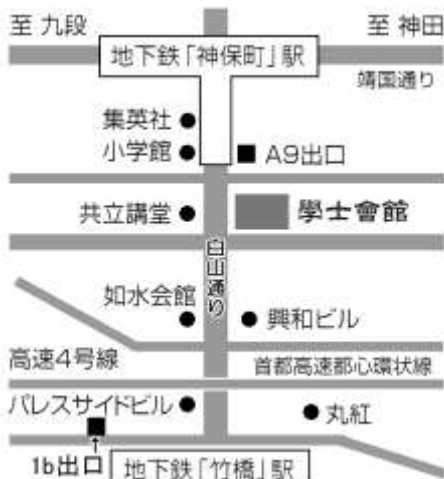 至 九段
至 神田
地下鉄「神保町」駅
靖国通り
集英社
小学館
A9出口
共立講堂
學士會館
白山通り
如水会館
興和ビル
高速4号線
首都高速都心環状線
パレスサイドビル
丸紅
1b出口
地下鉄「竹橋」駅